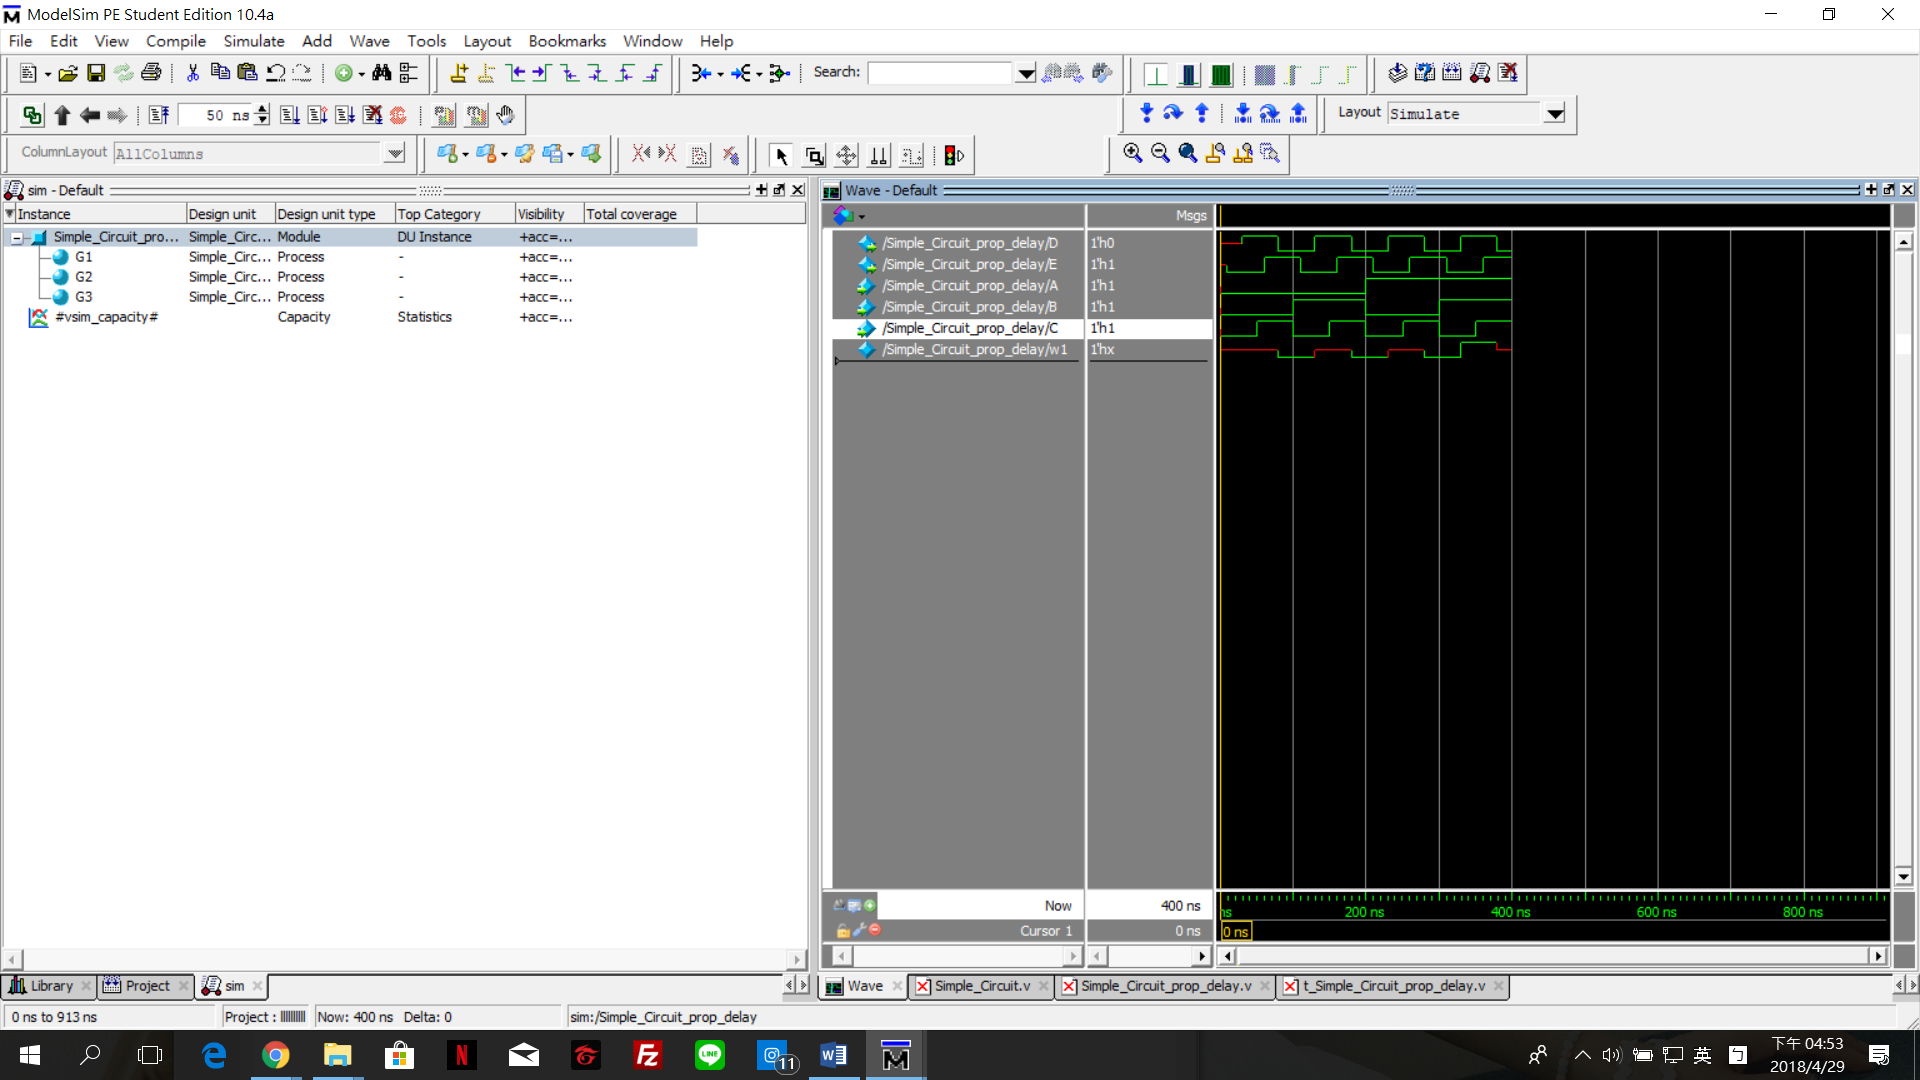 ModelSim PE Student Edition 10.4a
File Edit View Compile Simulate Add Wave Tools Layout Bookmarks Window Help
Search:
50 ns
Layout Simulate
ColumnLayout AllColumns
sim - Default
Instance Design unit Design unit type Top Category Visibility Total coverage
Simple_Circuit_pro... Simple_Circ... Module DU Instance +acc=...
G1 Simple_Circ... Process - +acc=...
G2 Simple_Circ... Process - +acc=...
G3 Simple_Circ... Process - +acc=...
#vsim_capacity# Capacity Statistics +acc=...
Wave - Default
Msgs
/Simple_Circuit_prop_delay/D 1'h0
/Simple_Circuit_prop_delay/E 1'h1
/Simple_Circuit_prop_delay/A 1'h1
/Simple_Circuit_prop_delay/B 1'h1
/Simple_Circuit_prop_delay/C 1'h1
/Simple_Circuit_prop_delay/w1 1'hx
Now 400 ns
ns 200 ns 400 ns 600 ns 800 ns
Cursor 1 0 ns
0 ns
Library Project sim
Wave Simple_Circuit.v Simple_Circuit_prop_delay.v t_Simple_Circuit_prop_delay.v
0 ns to 913 ns Project : Now: 400 ns Delta: 0 sim:/Simple_Circuit_prop_delay
11
英
下午 04:53
2018/4/29